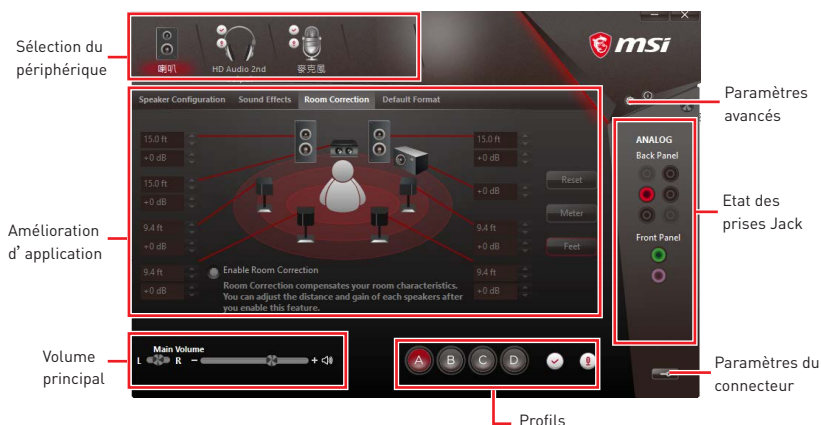 Sélection du
périphérique
喇叭
HD Audio 2nd
麥克風
msi
Speaker Configuration Sound Effects Room Correction Default Format
Paramètres
avancés
15.0 ft
+0 dB
15.0 ft
+0 dB
9.4 ft
+0 dB
9.4 ft
+0 dB
15.0 ft
+0 dB
+0 dB
9.4 ft
+0 dB
9.4 ft
+0 dB
Reset
Meter
Feet
ANALOG
Back Panel
Front Panel
Etat des
prises Jack
Amélioration
d’application
Enable Room Correction
Room Correction compensates your room characteristics.
You can adjust the distance and gain of each speakers after
you enable this feature.
Volume
principal
Main Volume
L R - +
A B C D
Profils
Paramètres du
connecteur